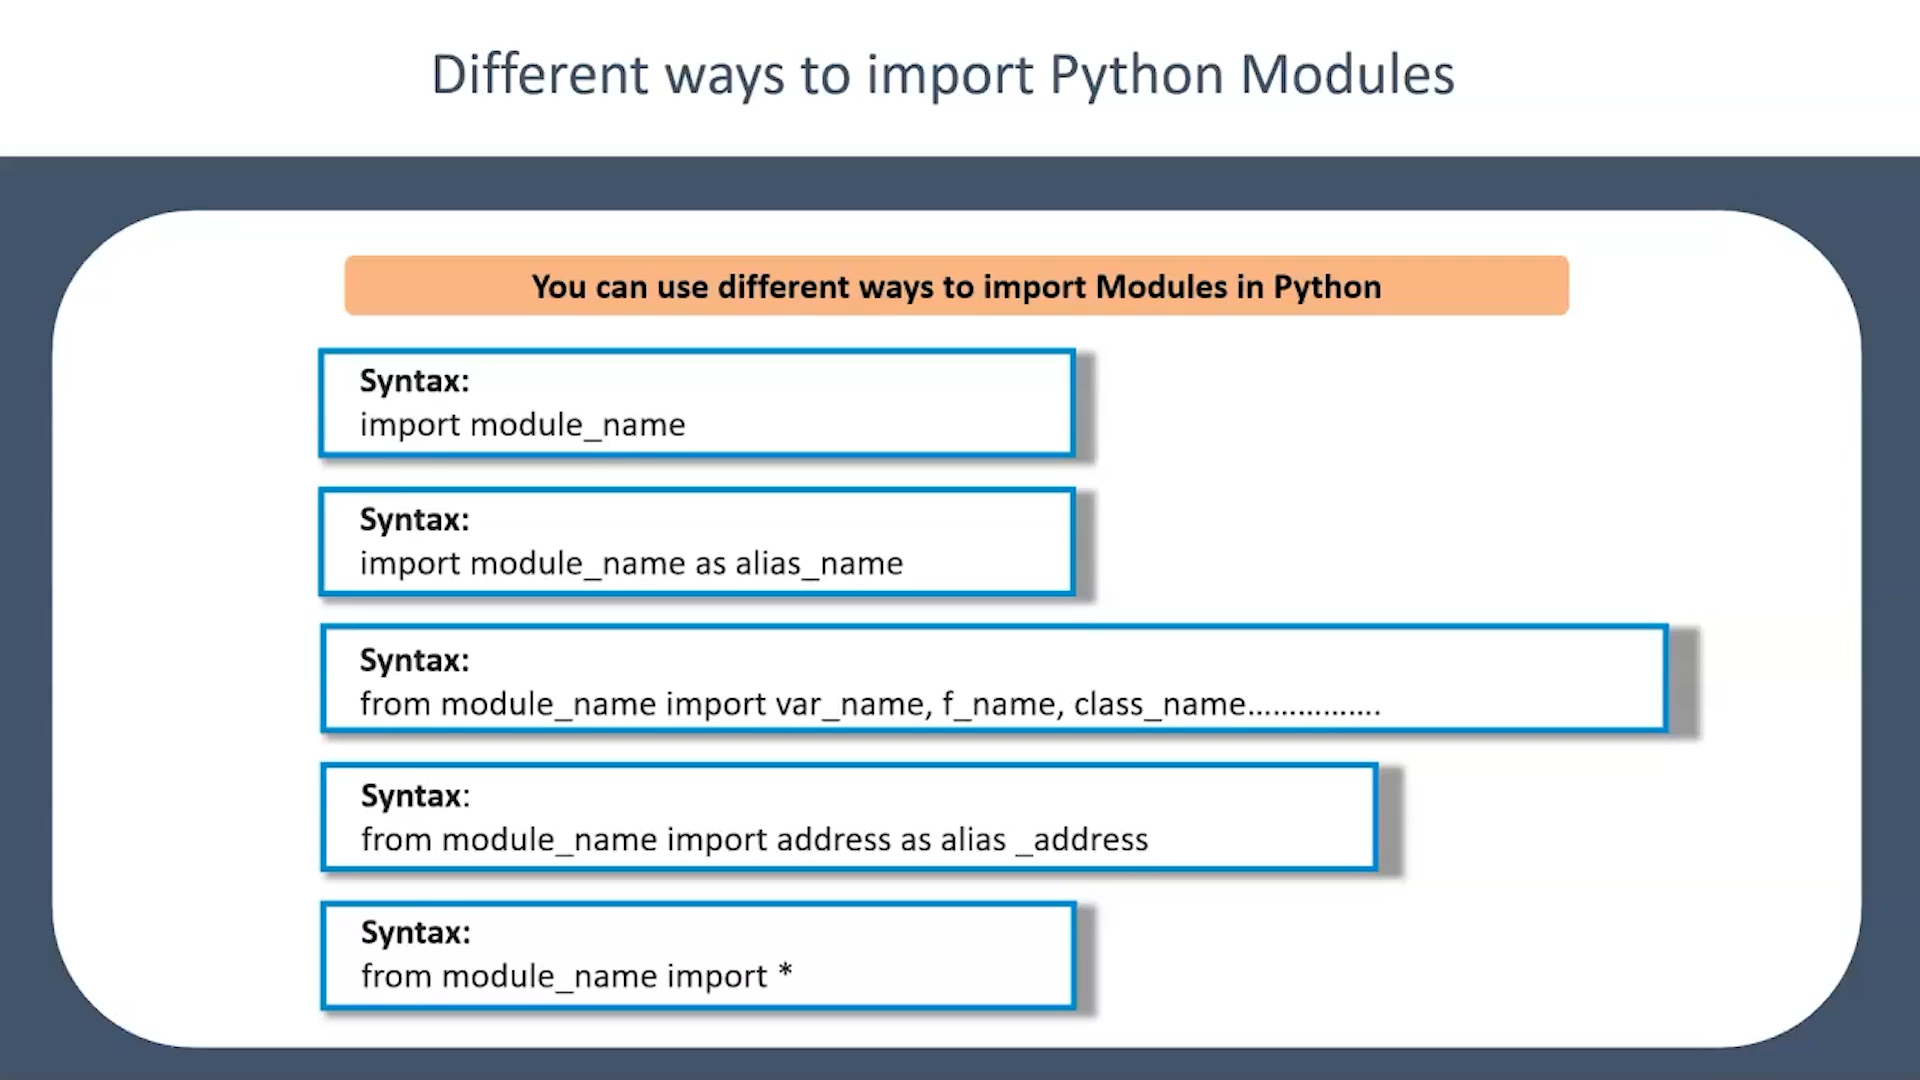 Different ways to import Python Modules
You can use different ways to import Modules in Python
Syntax:
import module_name
Syntax:
import module_name as alias_name
Syntax:
from module_name import var_name, f_name, class_name................
Syntax:
from module_name import address as alias _address
Syntax:
from module_name import *